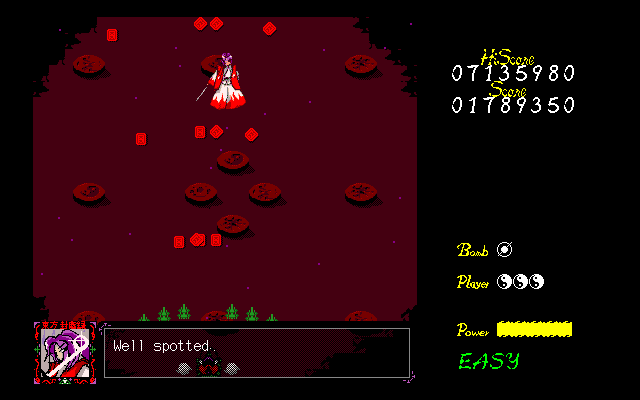 HiScore
07135980
Score
01789350
Bomb
Player
Power
EASY
Well spotted.